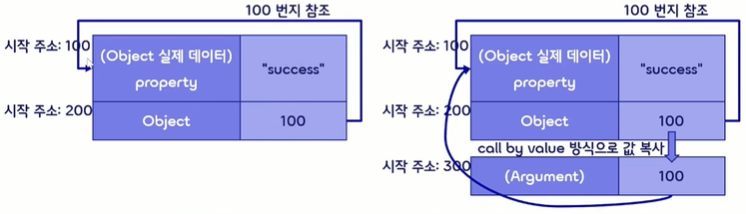 100 번지 참조
시작 주소: 100
(Object 실제 데이터)
property
"success"
시작 주소: 200
Object
100
100 번지 참조
시작 주소: 100
(Object 실제 데이터)
property
"success"
시작 주소: 200
Object
100
call by value 방식으로 값 복사
시작 주소: 300
(Argument)
100